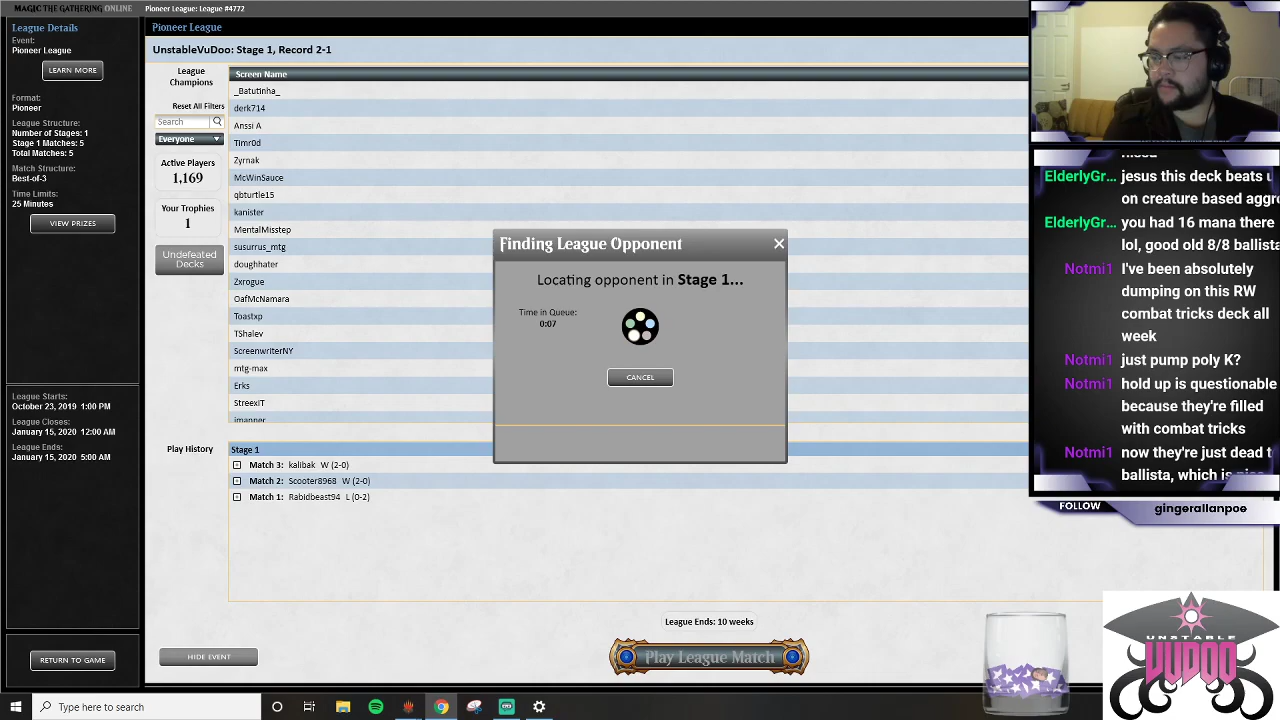 MAGIC THE GATHERING ONLINE
Pioneer League: League #4772
League Details
Event:
Pioneer League
LEARN MORE
Format:
Pioneer
League Structure:
Number of Stages: 1
Stage 1 Matches: 5
Total Matches: 5
Match Structure:
Best-of-3
Time Limits:
25 Minutes
VIEW PRIZES
League Starts:
October 23, 2019 1:00 PM
League Closes:
January 15, 2020 12:00 AM
League Ends:
January 15, 2020 5:00 AM
RETURN TO GAME
Pioneer League
UnstableVuDoo: Stage 1, Record 2-1
League
Champions
Reset All Filters
Search
Everyone
Active Players
1,169
Your Trophies
1
Undefeated
Decks
Screen Name
_Batutinha_
derk714
Anssi A
Timr0d
Zyrnak
McWinSauce
qbturtle15
kanister
MentalMisstep
susurrus_mtg
doughhater
Zxrogue
OafMcNamara
Toastxp
TShalev
ScreenwriterNY
mtg-max
Erks
StreexIT
imanner
Finding League Opponent
Locating opponent in Stage 1...
Time in Queue:
0:07
CANCEL
Play History
Stage 1
Match 3: kalibak W (2-0)
Match 2: Scooter8968 W (2-0)
Match 1: Rabidbeast94 L (0-2)
League Ends: 10 weeks
HIDE EVENT
Play League Match
ElderlyGr... jesus this deck beats u
on creature based aggr
ElderlyGr... you had 16 mana there
lol, good old 8/8 ballista
Notmi1 I've been absolutely
dumping on this RW
combat tricks deck all
week
Notmi1 just pump poly K?
Notmi1 hold up is questionable
because they're filled
with combat tricks
Notmi1 now they're just dead t
ballista, which is
FOLLOW gingerallanpoe
UNSTABLE
VUDOO
Type here to search